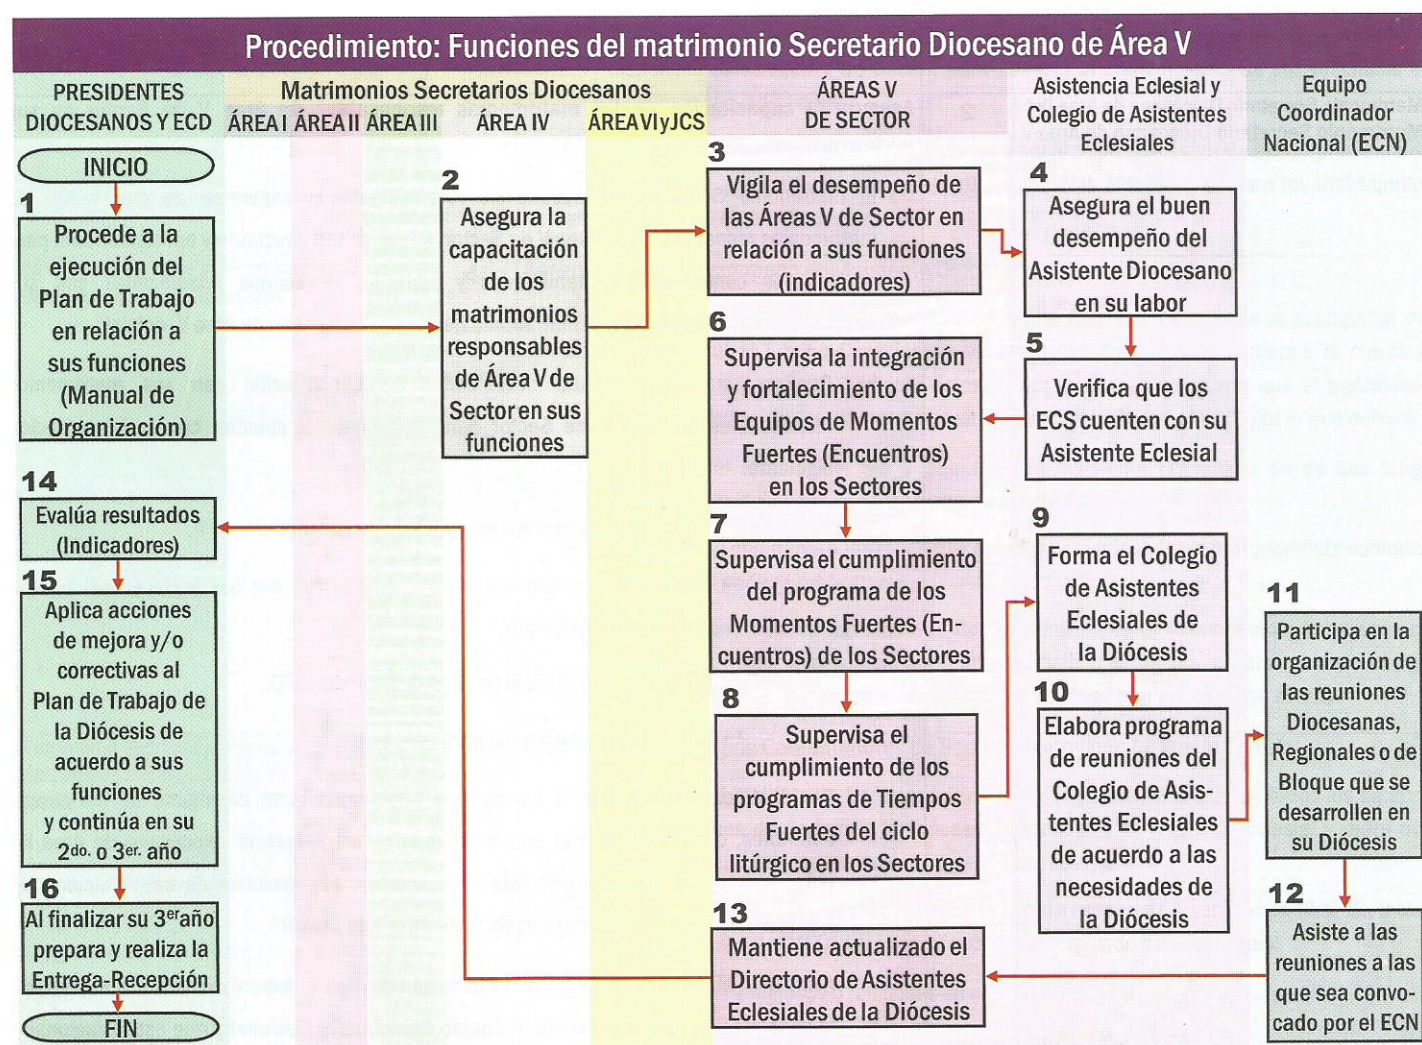 Procedimiento: Funciones del matrimonio Secretario Diocesano de Área V
PRESIDENTES
DIOCESANOS Y ECD
Matrimonios Secretarios Diocesanos
ÁREA I ÁREA II ÁREA III ÁREA IV ÁREA VI y JCS
ÁREAS V
DE SECTOR
Asistencia Eclesial y
Colegio de Asistentes
Eclesiales
Equipo
Coordinador
Nacional (ECN)
INICIO
1
Procede a la
ejecución del
Plan de Trabajo
en relación a
sus funciones
(Manual de
Organización)
2
Asegura la
capacitación
de los
matrimonios
responsables
de Área V de
Sector en sus
funciones
3
Vigila el desempeño de
las Áreas V de Sector en
relación a sus funciones
(indicadores)
4
Asegura el buen
desempeño del
Asistente Diocesano
en su labor
5
Verifica que los
ECS cuenten con su
Asistente Eclesial
6
Supervisa la integración
y fortalecimiento de los
Equipos de Momentos
Fuertes (Encuentros)
en los Sectores
7
Supervisa el cumplimiento
del programa de los
Momentos Fuertes (En-
cuentros) de los Sectores
8
Supervisa el
cumplimiento de los
programas de Tiempos
Fuertes del ciclo
litúrgico en los Sectores
9
Forma el Colegio
de Asistentes
Eclesiales de
la Diócesis
10
Elabora programa
de reuniones del
Colegio de Asis-
tentes Eclesiales
de acuerdo a las
necesidades de
la Diócesis
11
Participa en la
organización de
las reuniones
Diocesanas,
Regionales o de
Bloque que se
desarrollen en
su Diócesis
12
Asiste a las
reuniones a las
que sea convo-
cado por el ECN
13
Mantiene actualizado el
Directorio de Asistentes
Eclesiales de la Diócesis
14
Evalúa resultados
(Indicadores)
15
Aplica acciones
de mejora y/o
correctivas al
Plan de Trabajo de
la Diócesis de
acuerdo a sus
funciones
y continúa en su
2do. o 3er. año
16
Al finalizar su 3er año
prepara y realiza la
Entrega-Recepción
FIN